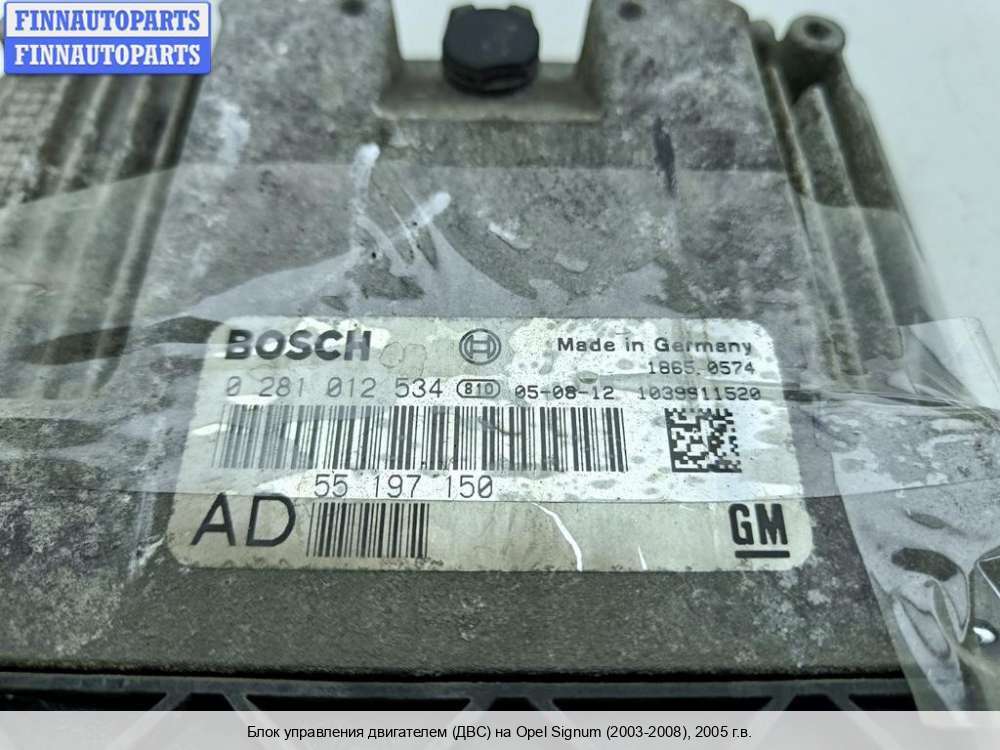 FINNAUTOPARTS
FINNAUTOPARTS
BOSCH Made in Germany
1865.0574
0 281 012 534 810 05-08-12 1039911520
55 197 150
AD GM
Блок управления двигателем (ДВС) на Opel Signum (2003-2008), 2005 г.в.